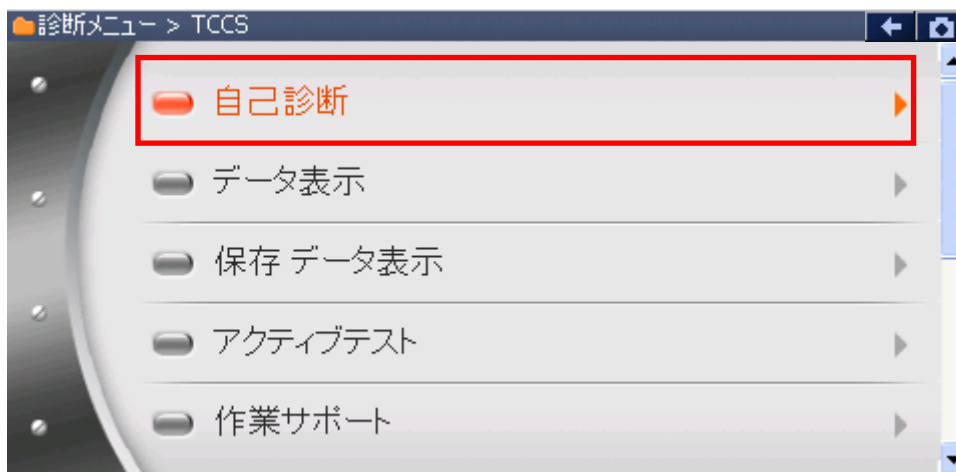 診断メニュー > TCCS
自己診断
データ表示
保存 データ表示
アクティブテスト
作業サポート